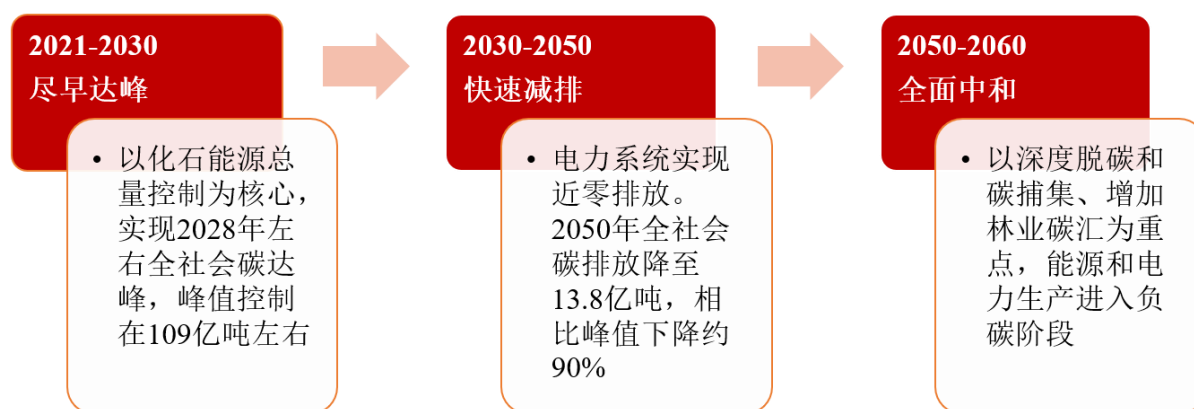 2021-2030
尽早达峰
• 以化石能源总
量控制为核心，
实现2028年左
右全社会碳达
峰，峰值控制
在109亿吨左右
2030-2050
快速减排
• 电力系统实现
近零排放。
2050年全社会
碳排放降至
13.8亿吨，相
比峰值下降约
90%
2050-2060
全面中和
• 以深度脱碳和
碳捕集、增加
林业碳汇为重
点，能源和电
力生产进入负
碳阶段